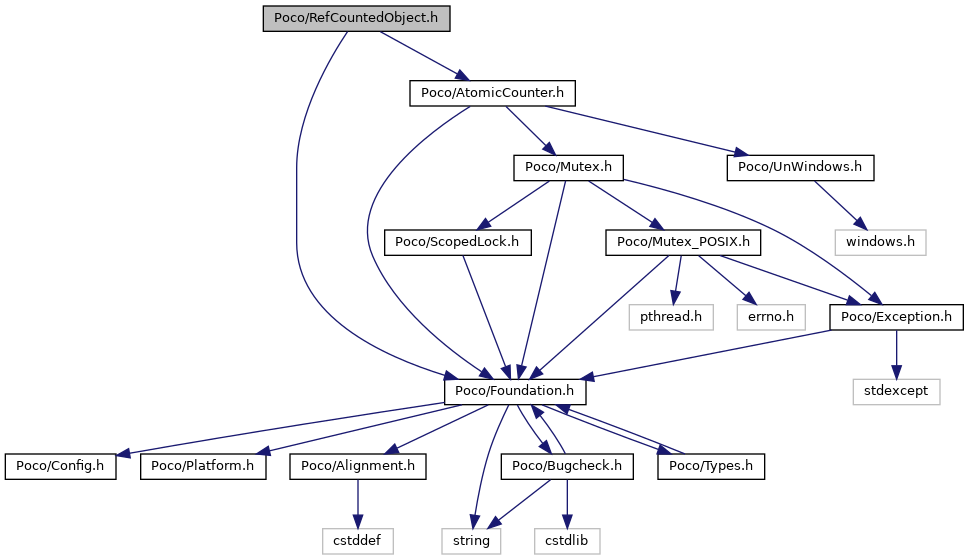 Poco/RefCountedObject.h
Poco/AtomicCounter.h
Poco/Mutex.h
Poco/UnWindows.h
Poco/ScopedLock.h
Poco/Mutex_POSIX.h
windows.h
pthread.h
errno.h
Poco/Exception.h
Poco/Foundation.h
stdexcept
Poco/Config.h
Poco/Platform.h
Poco/Alignment.h
Poco/Bugcheck.h
Poco/Types.h
cstddef
string
cstdlib